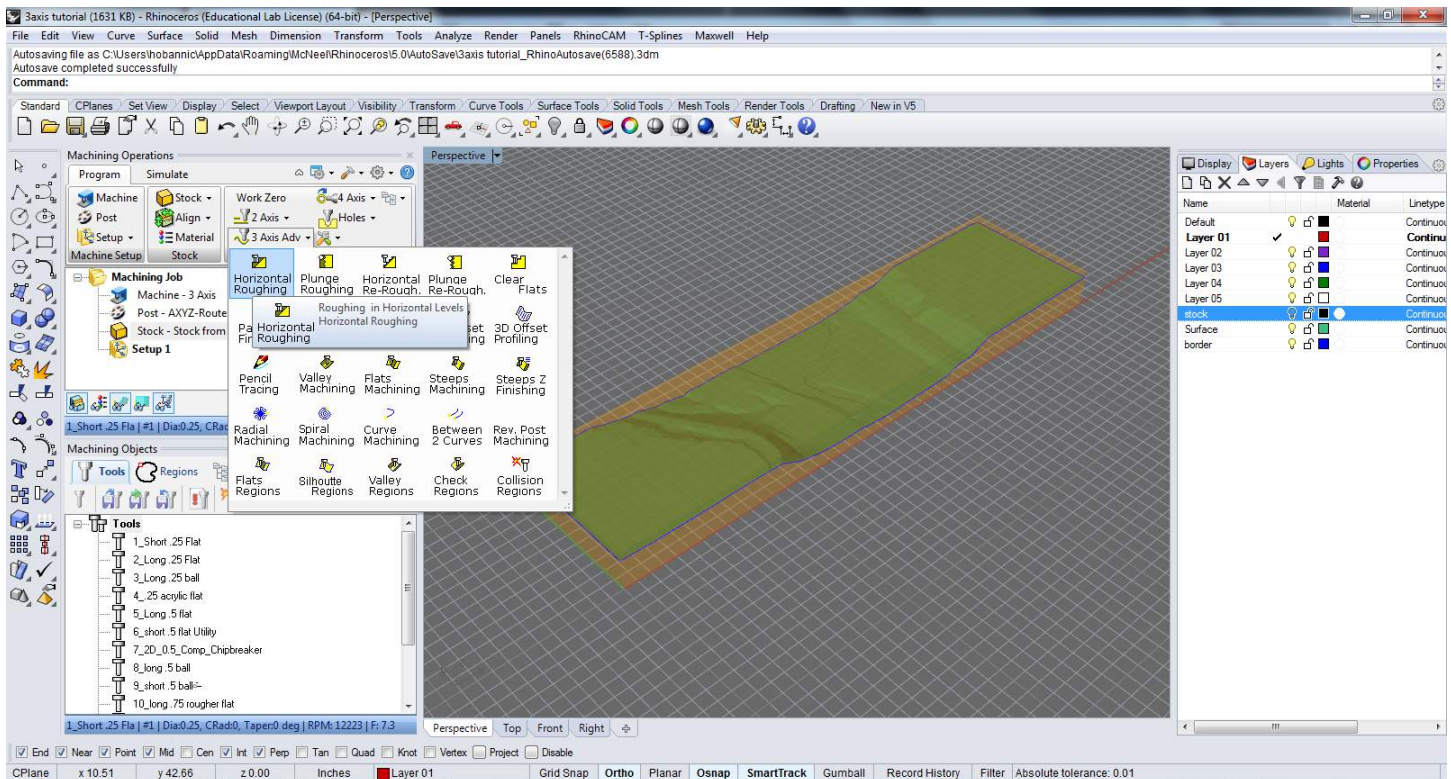 3axis tutorial (1631 KB) - Rhinoceros (Educational Lab License) (64-bit) - [Perspective]
File Edit View Curve Surface Solid Mesh Dimension Transform Tools Analyze Render Panels RhinoCAM T-Splines Maxwell Help
Autosaving file as C:\Users\hobannic\AppData\Roaming\McNeel\Rhinoceros\5.0\AutoSave\3axis tutorial_RhinoAutosave(6588).3dm
Autosave completed successfully
Command:
Standard CPlanes Set View Display Select Viewport Layout Visibility Transform Curve Tools Surface Tools Solid Tools Mesh Tools Render Tools Drafting New in V5
Machining Operations
Program Simulate
Machine Stock Work Zero 4 Axis
Post Align 2 Axis Holes
Setup Material 3 Axis Adv
Machine Setup Stock
Machining Job
Machine - 3 Axis
Post - AXYZ-Route
Stock - Stock from
Setup 1
1_Short .25 Fla | #1 | Dia:0.25, CRad
Horizontal Roughing
Plunge Roughing
Horizontal Re-Rough.
Plunge Re-Rough.
Clear Flats
Horizontal Roughing
Roughing in Horizontal Levels
Horizontal Roughing
3D Offset Profiling
Pencil Tracing
Valley Machining
Flats Machining
Steeps Machining
Steeps Z Finishing
Radial Machining
Spiral Machining
Curve Machining
Between 2 Curves
Rev. Post Machining
Flats Regions
Silhoutte Regions
Valley Regions
Check Regions
Collision Regions
Machining Objects
Tools Regions
Tools
1_Short .25 Flat
2_Long .25 Flat
3_Long .25 ball
4_.25 acrylic flat
5_Long .5 flat
6_short .5 flat Utility
7_2D_0.5_Comp_Chipbreaker
8_long .5 ball
9_short .5 ball
10_long .75 rougher flat
1_Short .25 Fla | #1 | Dia:0.25, CRad:0, Taper:0 deg | RPM: 12223 | F: 7.3
Perspective
Perspective Top Front Right
Display Layers Lights Properties
Name Material Linetype
Default Continuou
Layer 01 Continu
Layer 02 Continuou
Layer 03 Continuou
Layer 04 Continuou
Layer 05 Continuou
stock Continuou
Surface Continuou
border Continuou
End Near Point Mid Cen Int Perp Tan Quad Knot Vertex Project Disable
CPlane x 10.51 y 42.66 z 0.00 Inches Layer 01 Grid Snap Ortho Planar Osnap SmartTrack Gumball Record History Filter Absolute tolerance: 0.01